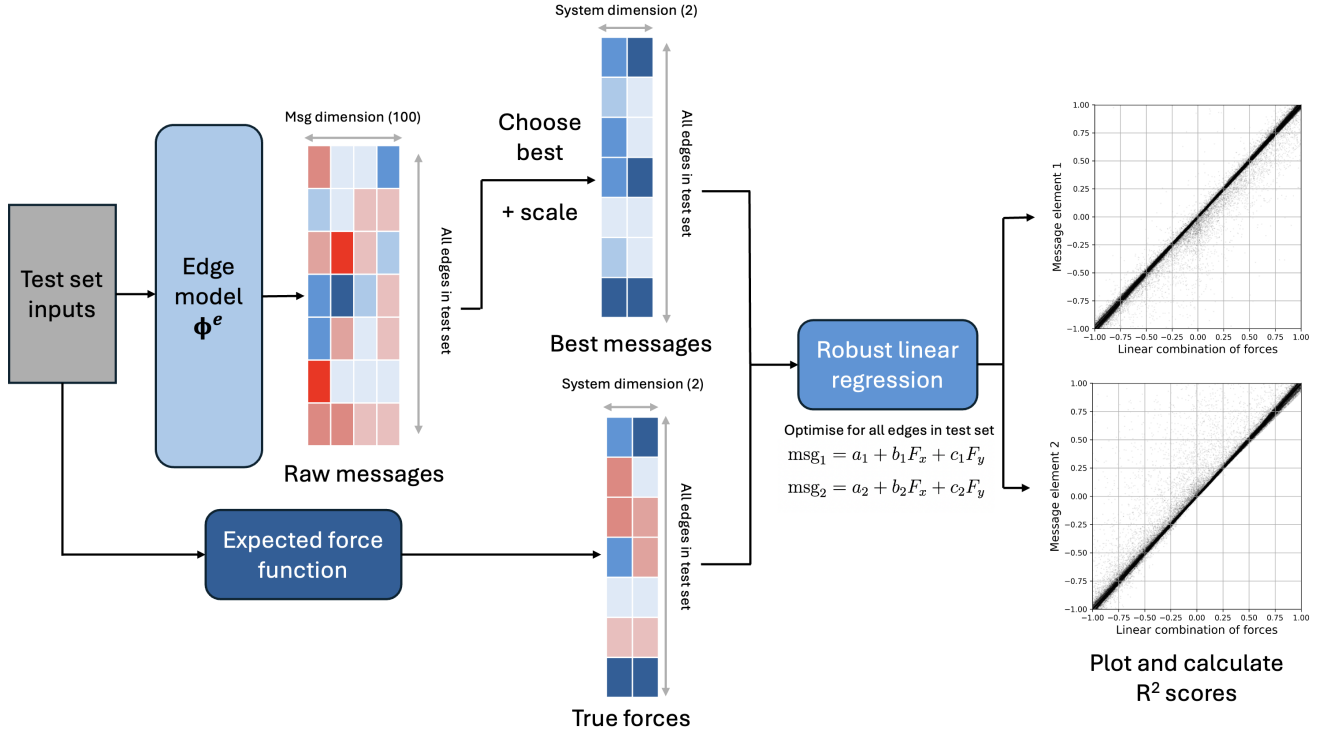 Test set
inputs
Edge
model
ϕᵉ
Msg dimension (100)
All edges in test set
Raw messages
Choose
best
+ scale
System dimension (2)
All edges in test set
Best messages
Expected force
function
System dimension (2)
All edges in test set
True forces
Robust linear
regression
Optimise for all edges in test set
msg₁ = a₁ + b₁Fₓ + c₁Fᵧ
msg₂ = a₂ + b₂Fₓ + c₂Fᵧ
Message element 1
1.00
0.75
0.50
0.25
0.00
−0.25
−0.50
−0.75
−1.00
−1.00 −0.75 −0.50 −0.25 0.00 0.25 0.50 0.75 1.00
Linear combination of forces
Message element 2
1.00
0.75
0.50
0.25
0.00
−0.25
−0.50
−0.75
−1.00
−1.00 −0.75 −0.50 −0.25 0.00 0.25 0.50 0.75 1.00
Linear combination of forces
Plot and calculate
R² scores